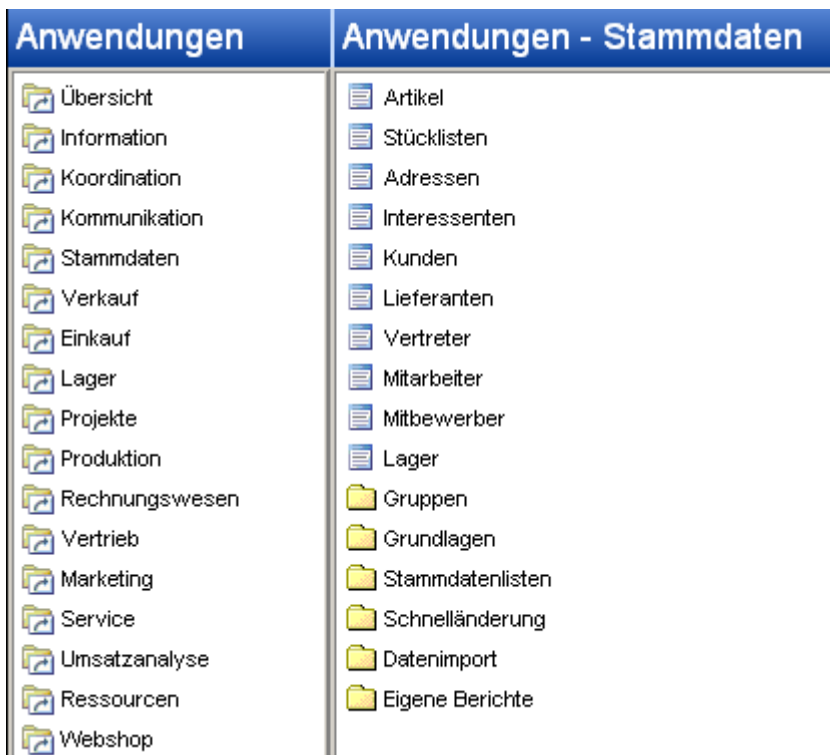 Anwendungen
Übersicht
Information
Koordination
Kommunikation
Stammdaten
Verkauf
Einkauf
Lager
Projekte
Produktion
Rechnungswesen
Vertrieb
Marketing
Service
Umsatzanalyse
Ressourcen
Webshop
Anwendungen - Stammdaten
Artikel
Stücklisten
Adressen
Interessenten
Kunden
Lieferanten
Vertreter
Mitarbeiter
Mitbewerber
Lager
Gruppen
Grundlagen
Stammdatenlisten
Schnelländerung
Datenimport
Eigene Berichte